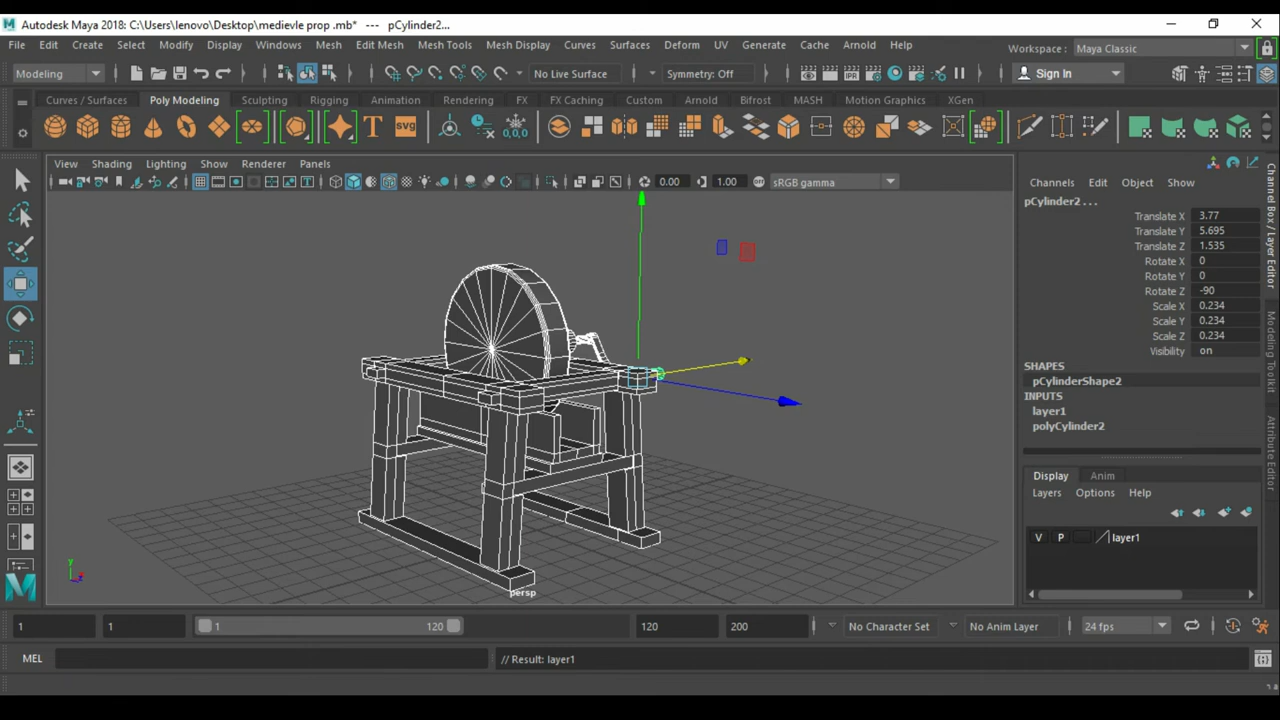 Autodesk Maya 2018: C:\Users\lenovo\Desktop\medievle prop .mb* --- pCylinder2...
File Edit Create Select Modify Display Windows Mesh Edit Mesh Mesh Tools Mesh Display Curves Surfaces Deform UV Generate Cache Arnold Help Workspace : Maya Classic
Modeling No Live Surface Symmetry: Off IPR Sign In
Curves / Surfaces Poly Modeling Sculpting Rigging Animation Rendering FX FX Caching Custom Arnold Bifrost MASH Motion Graphics XGen
T SVG 0,0,0
View Shading Lighting Show Renderer Panels
0.00 1.00 sRGB gamma
Channels Edit Object Show
pCylinder2 . . .
Translate X 3.77
Translate Y 5.695
Translate Z 1.535
Rotate X 0
Rotate Y 0
Rotate Z -90
Scale X 0.234
Scale Y 0.234
Scale Z 0.234
Visibility on
SHAPES
pCylinderShape2
INPUTS
layer1
polyCylinder2
Display Anim
Layers Options Help
V P layer1
Channel Box / Layer Editor
Modeling Toolkit
Attribute Editor
y
z
persp
1 1 1 120 120 200 No Character Set No Anim Layer 24 fps
MEL // Result: layer1